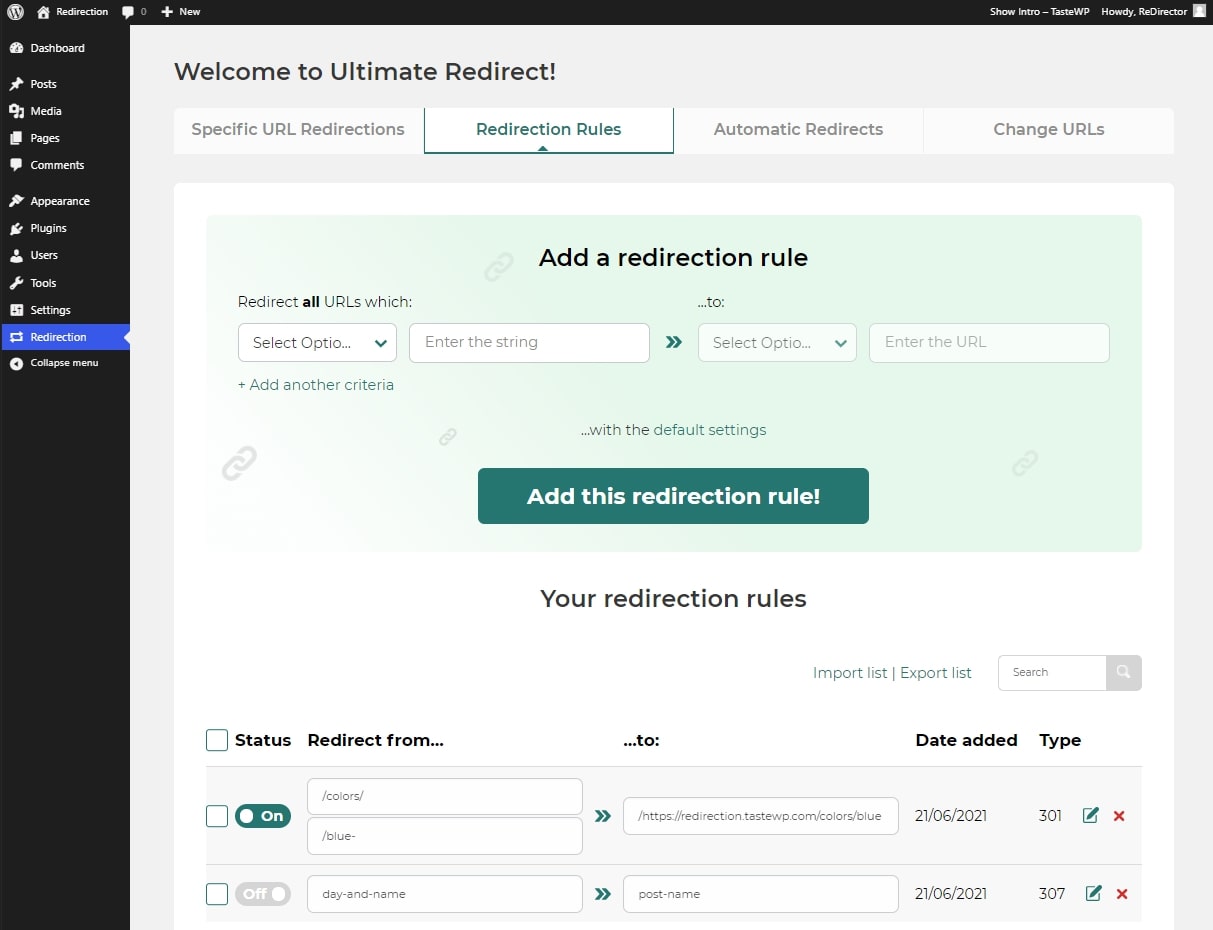 Redirection 0 New Show Intro – TasteWP Howdy, ReDirector
Dashboard
Posts
Media
Pages
Comments
Appearance
Plugins
Users
Tools
Settings
Redirection
Collapse menu
Welcome to Ultimate Redirect!
Specific URL Redirections Redirection Rules Automatic Redirects Change URLs
Add a redirection rule
Redirect all URLs which: ...to:
Select Optio... Enter the string » Select Optio... Enter the URL
+ Add another criteria
...with the default settings
Add this redirection rule!
Your redirection rules
Import list | Export list Search
Status Redirect from... ...to: Date added Type
/colors/
On » /https://redirection.tastewp.com/colors/blue 21/06/2021 301
/blue-
Off day-and-name » post-name 21/06/2021 307